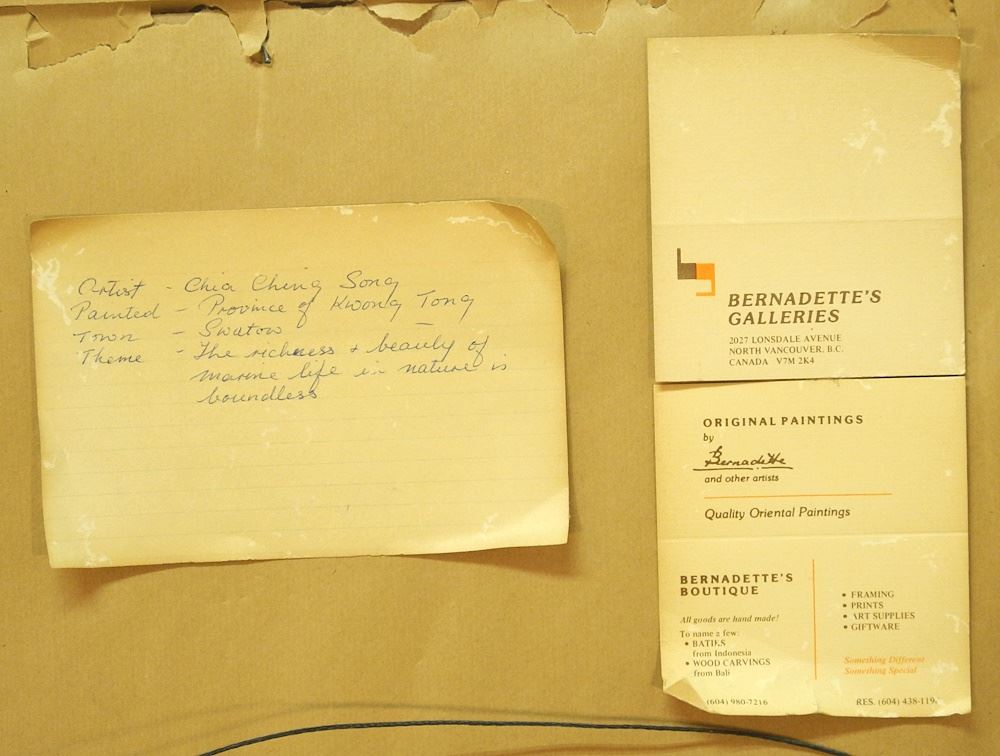 Artist - Chia Ching Song
Painted - Province of Kwong Tong
Town - Swatow
Theme - The richness + beauty of
marine life in nature is
boundless
BERNADETTE'S
GALLERIES
2027 LONSDALE AVENUE
NORTH VANCOUVER, B.C.
CANADA V7M 2K4
ORIGINAL PAINTINGS
by
Bernadette
and other artists
Quality Oriental Paintings
BERNADETTE'S
BOUTIQUE
All goods are hand made!
To name a few:
• BATIKS
from Indonesia
• WOOD CARVINGS
from Bali
(604) 980-7216
• FRAMING
• PRINTS
• ART SUPPLIES
• GIFTWARE
Something Different
Something Special
RES. (604)